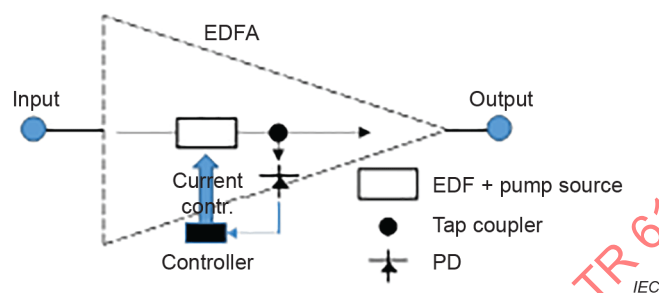 EDFA
Input
Output
Current
contr.
EDF + pump source
Tap coupler
Controller
PD
TR 6
IEC